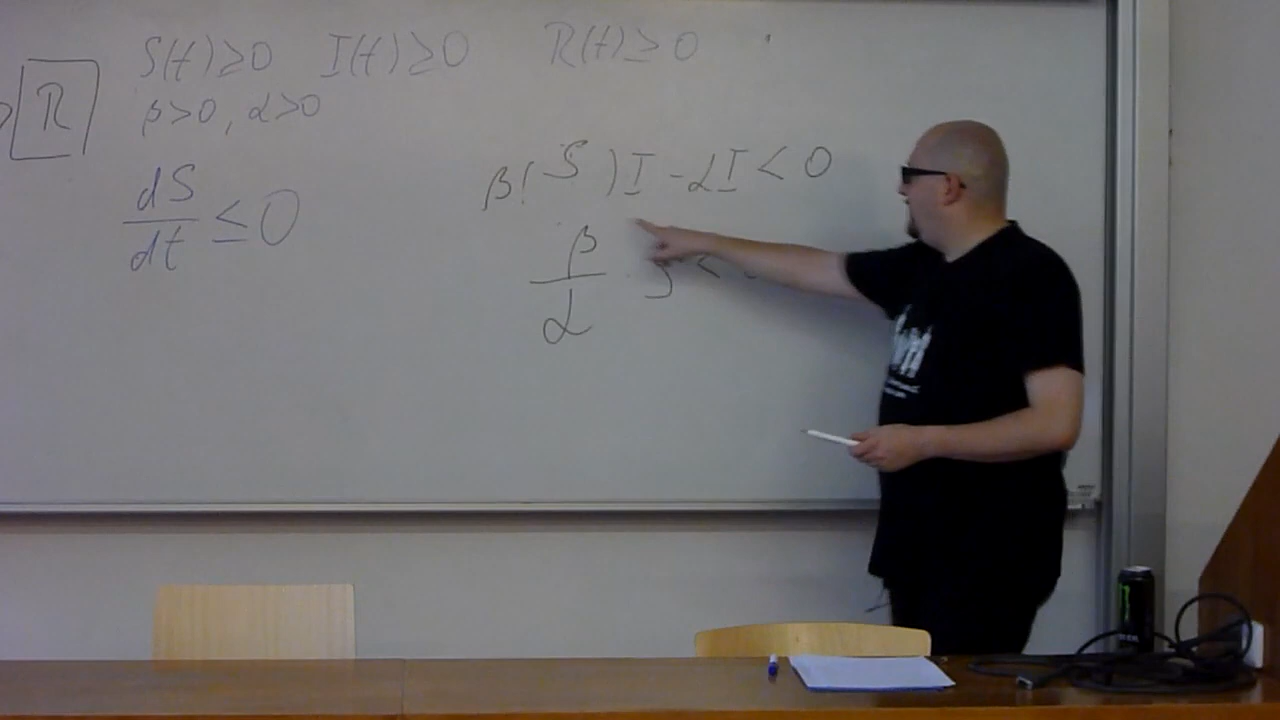 S(t)≥0 I(t)≥0 R(t)≥0
R
β>0, α>0
β(S)I-αI<0
dS/dt ≤0
β/α · S <